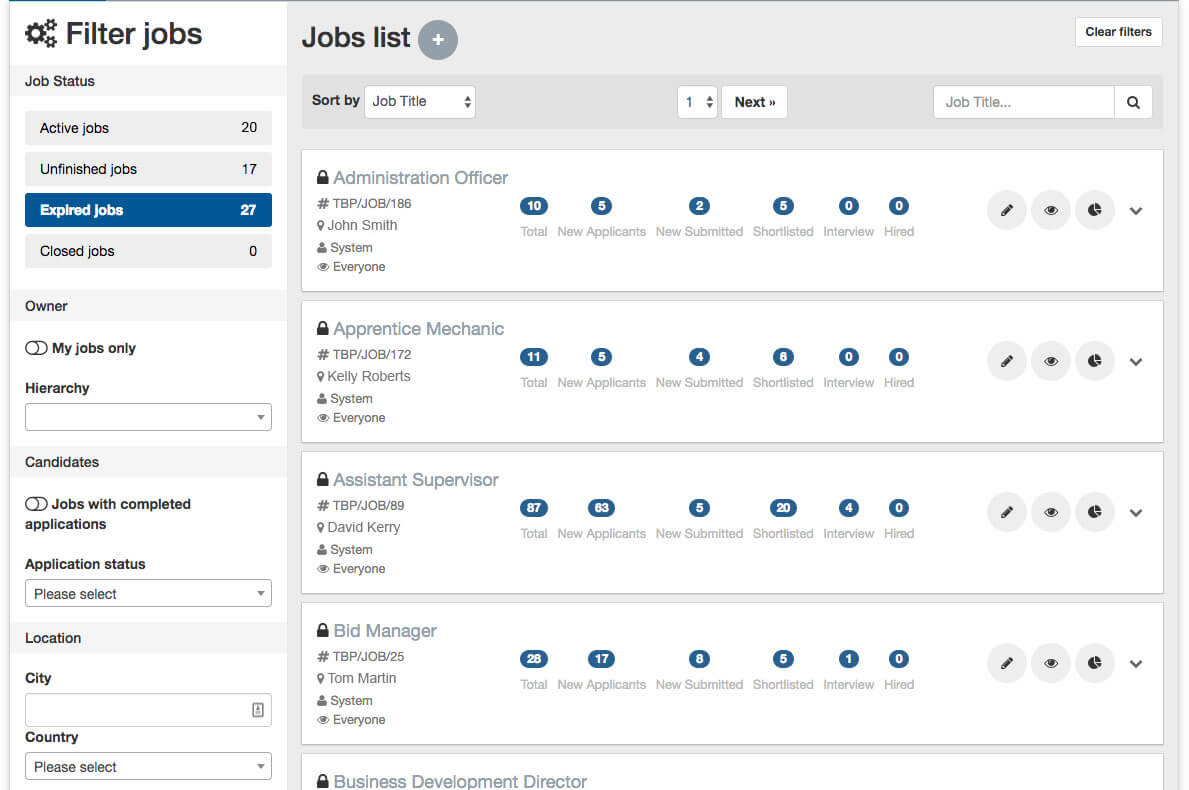 Filter jobs
Job Status
Active jobs 20
Unfinished jobs 17
Expired jobs 27
Closed jobs 0
Owner
My jobs only
Hierarchy
Candidates
Jobs with completed
applications
Application status
Please select
Location
City
Country
Please select
Jobs list +
Clear filters
Sort by Job Title 1 Next » Job Title...
Administration Officer
# TBP/JOB/186
John Smith
System
Everyone
10 5 2 5 0 0
Total New Applicants New Submitted Shortlisted Interview Hired
Apprentice Mechanic
# TBP/JOB/172
Kelly Roberts
System
Everyone
11 5 4 6 0 0
Total New Applicants New Submitted Shortlisted Interview Hired
Assistant Supervisor
# TBP/JOB/89
David Kerry
System
Everyone
87 63 5 20 4 0
Total New Applicants New Submitted Shortlisted Interview Hired
Bid Manager
# TBP/JOB/25
Tom Martin
System
Everyone
28 17 8 5 1 0
Total New Applicants New Submitted Shortlisted Interview Hired
Business Development Director